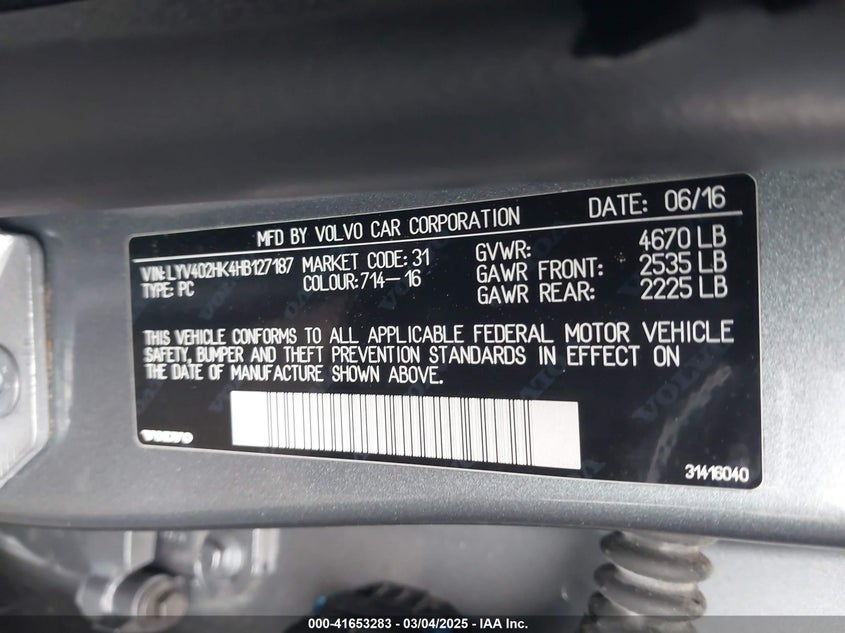 MFD BY VOLVO CAR CORPORATION DATE: 06/16
VIN: LYV402HK4HB127187 MARKET CODE: 31 GVWR: 4670 LB
TYPE: PC COLOUR: 714-16 GAWR FRONT: 2535 LB
GAWR REAR: 2225 LB
THIS VEHICLE CONFORMS TO ALL APPLICABLE FEDERAL MOTOR VEHICLE
SAFETY, BUMPER AND THEFT PREVENTION STANDARDS IN EFFECT ON
THE DATE OF MANUFACTURE SHOWN ABOVE.
VOLVO
31416040
000-41653283 - 03/04/2025 - IAA Inc.